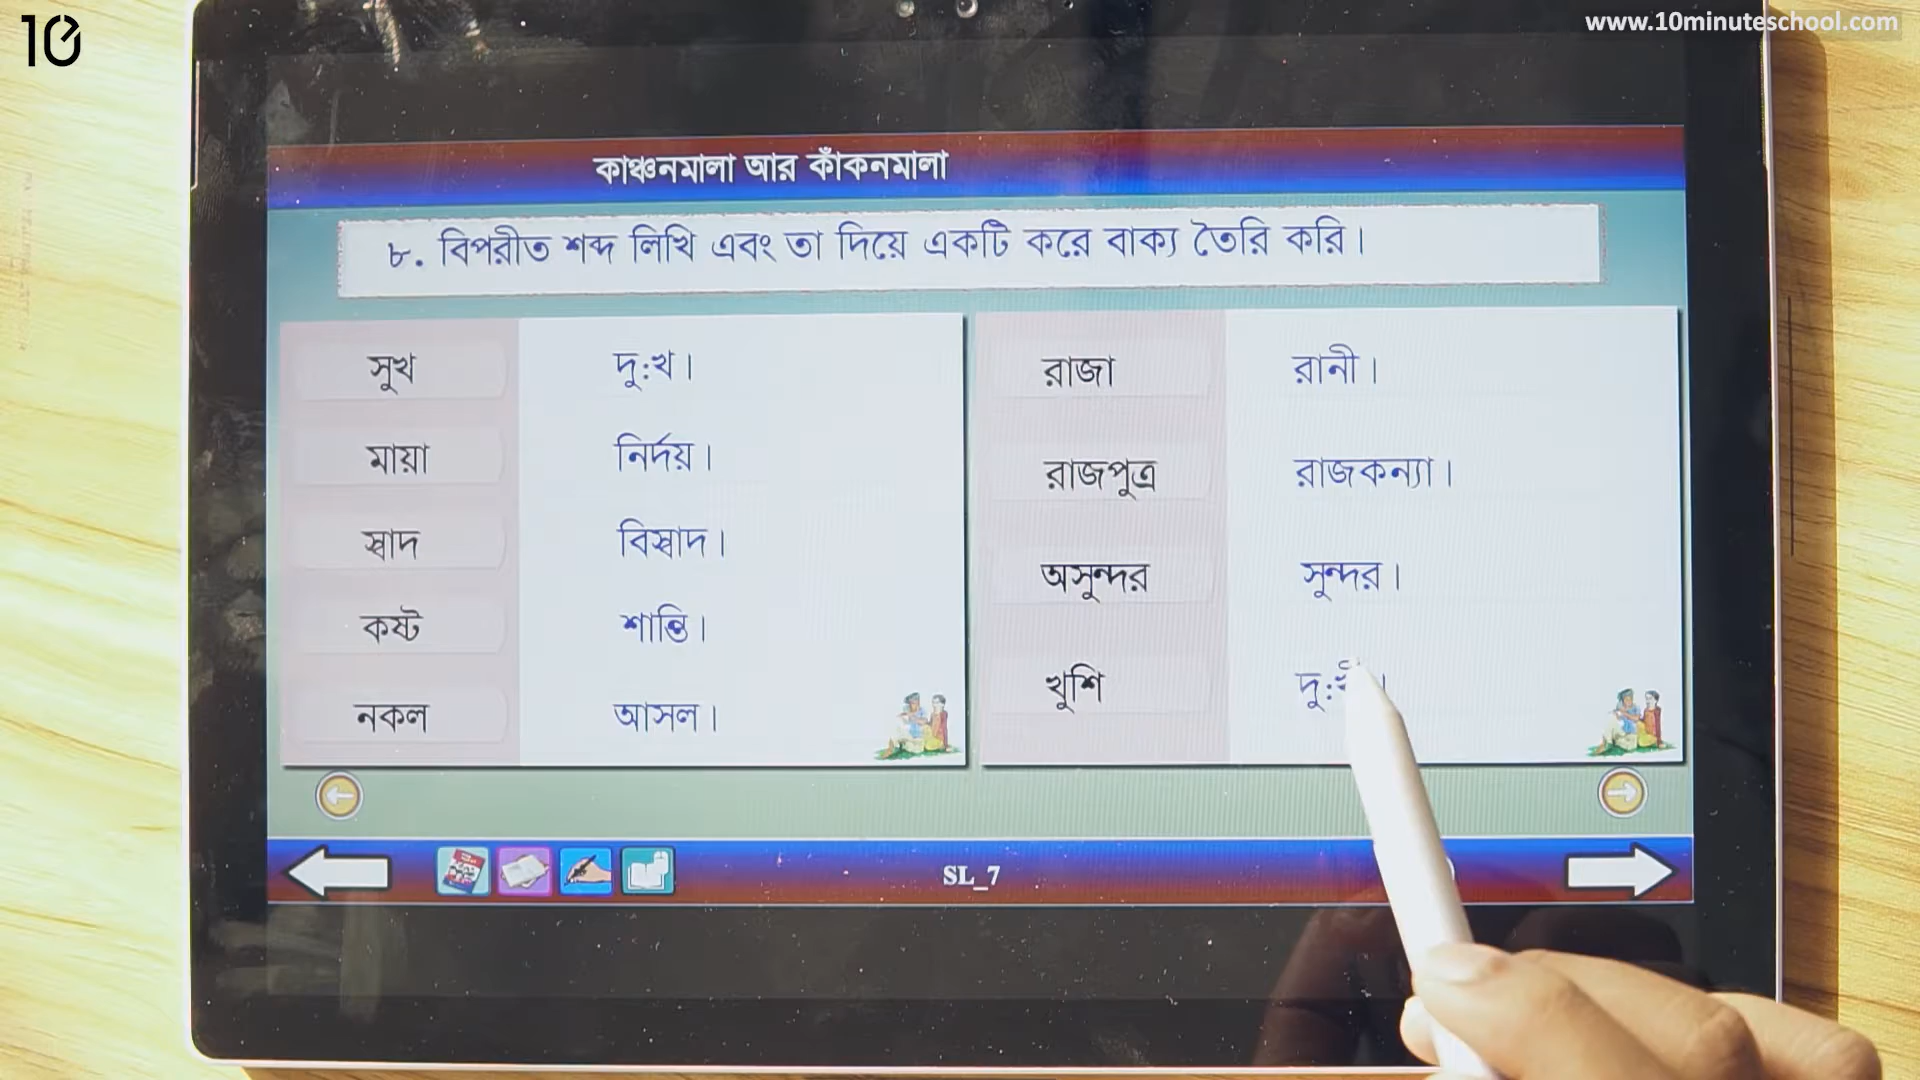 10
www.10minuteschool.com
কাঞ্চনমালা আর কাঁকনমালা
৮. বিপরীত শব্দ লিখি এবং তা দিয়ে একটি করে বাক্য তৈরি করি।
সুখ দু:খ।
মায়া নির্দয়।
স্বাদ বিস্বাদ।
কষ্ট শান্তি।
নকল আসল।
রাজা রানী।
রাজপুত্র রাজকন্যা।
অসুন্দর সুন্দর।
খুশি
SL_7